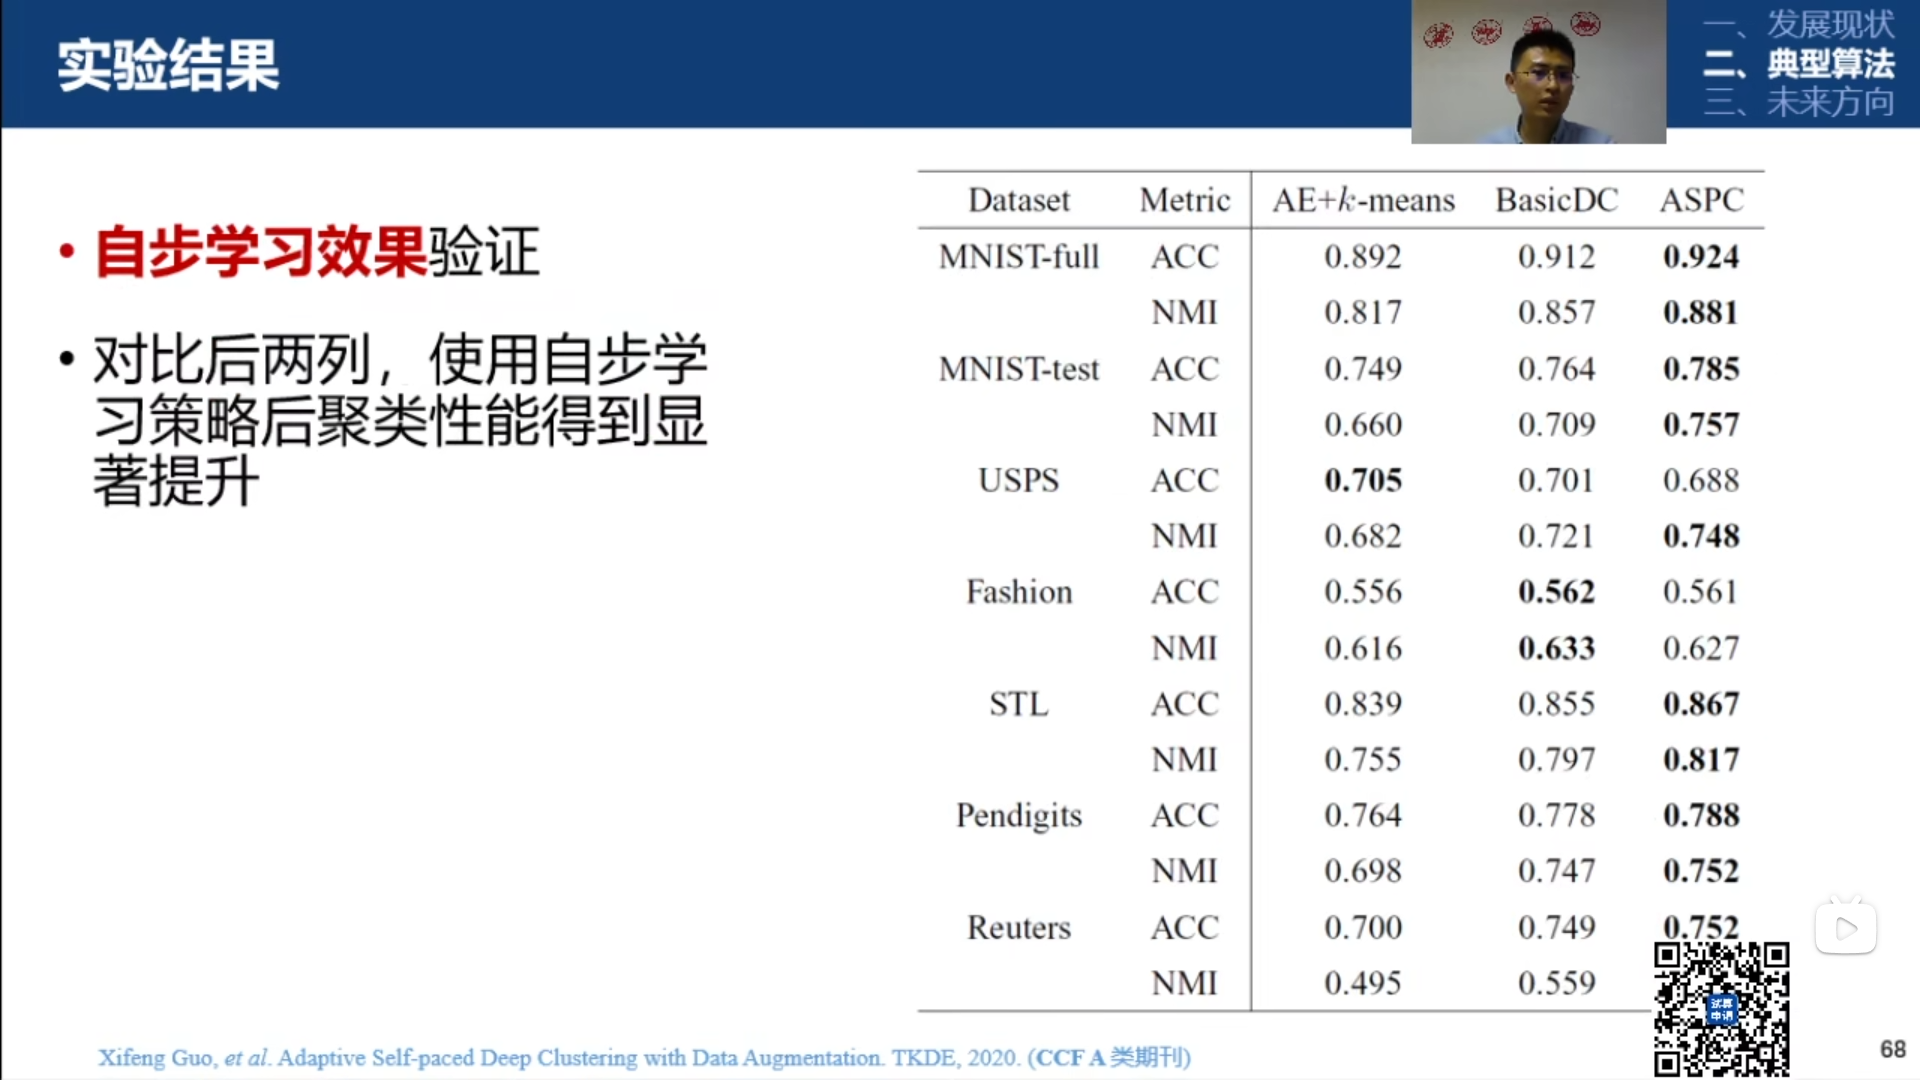 实验结果
一、发展现状
二、典型算法
三、未来方向
• 自步学习效果验证
• 对比后两列，使用自步学
习策略后聚类性能得到显
著提升
Dataset Metric AE+k-means BasicDC ASPC
MNIST-full ACC 0.892 0.912 0.924
NMI 0.817 0.857 0.881
MNIST-test ACC 0.749 0.764 0.785
NMI 0.660 0.709 0.757
USPS ACC 0.705 0.701 0.688
NMI 0.682 0.721 0.748
Fashion ACC 0.556 0.562 0.561
NMI 0.616 0.633 0.627
STL ACC 0.839 0.855 0.867
NMI 0.755 0.797 0.817
Pendigits ACC 0.764 0.778 0.788
NMI 0.698 0.747 0.752
Reuters ACC 0.700 0.749 0.752
NMI 0.495 0.559
试算
申请
Xifeng Guo, et al. Adaptive Self-paced Deep Clustering with Data Augmentation. TKDE, 2020. (CCF A 类期刊)
68